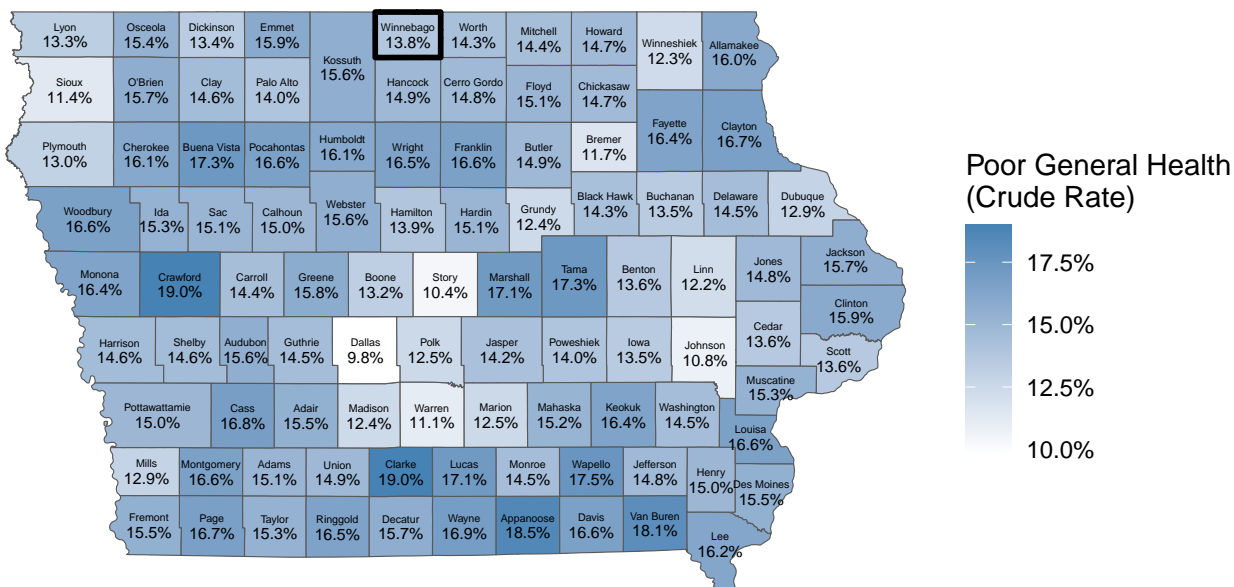 Lyon
13.3%
Osceola
15.4%
Dickinson
13.4%
Emmet
15.9%
Kossuth
15.6%
Winnebago
13.8%
Worth
14.3%
Mitchell
14.4%
Howard
14.7%
Winneshiek
12.3%
Allamakee
16.0%
Sioux
11.4%
O'Brien
15.7%
Clay
14.6%
Palo Alto
14.0%
Hancock
14.9%
Cerro Gordo
14.8%
Floyd
15.1%
Chickasaw
14.7%
Plymouth
13.0%
Cherokee
16.1%
Buena Vista
17.3%
Pocahontas
16.6%
Humboldt
16.1%
Wright
16.5%
Franklin
16.6%
Butler
14.9%
Bremer
11.7%
Fayette
16.4%
Clayton
16.7%
Woodbury
16.6%
Ida
15.3%
Sac
15.1%
Calhoun
15.0%
Webster
15.6%
Hamilton
13.9%
Hardin
15.1%
Grundy
12.4%
Black Hawk
14.3%
Buchanan
13.5%
Delaware
14.5%
Dubuque
12.9%
Monona
16.4%
Crawford
19.0%
Carroll
14.4%
Greene
15.8%
Boone
13.2%
Story
10.4%
Marshall
17.1%
Tama
17.3%
Benton
13.6%
Linn
12.2%
Jones
14.8%
Jackson
15.7%
Clinton
15.9%
Harrison
14.6%
Shelby
14.6%
Audubon
15.6%
Guthrie
14.5%
Dallas
9.8%
Polk
12.5%
Jasper
14.2%
Poweshiek
14.0%
Iowa
13.5%
Johnson
10.8%
Cedar
13.6%
Scott
13.6%
Muscatine
15.3%
Pottawattamie
15.0%
Cass
16.8%
Adair
15.5%
Madison
12.4%
Warren
11.1%
Marion
12.5%
Mahaska
15.2%
Keokuk
16.4%
Washington
14.5%
Louisa
16.6%
Mills
12.9%
Montgomery
16.6%
Adams
15.1%
Union
14.9%
Clarke
19.0%
Lucas
17.1%
Monroe
14.5%
Wapello
17.5%
Jefferson
14.8%
Henry
15.0%
Des Moines
15.5%
Fremont
15.5%
Page
16.7%
Taylor
15.3%
Ringgold
16.5%
Decatur
15.7%
Wayne
16.9%
Appanoose
18.5%
Davis
16.6%
Van Buren
18.1%
Lee
16.2%
Poor General Health
(Crude Rate)
17.5%
15.0%
12.5%
10.0%